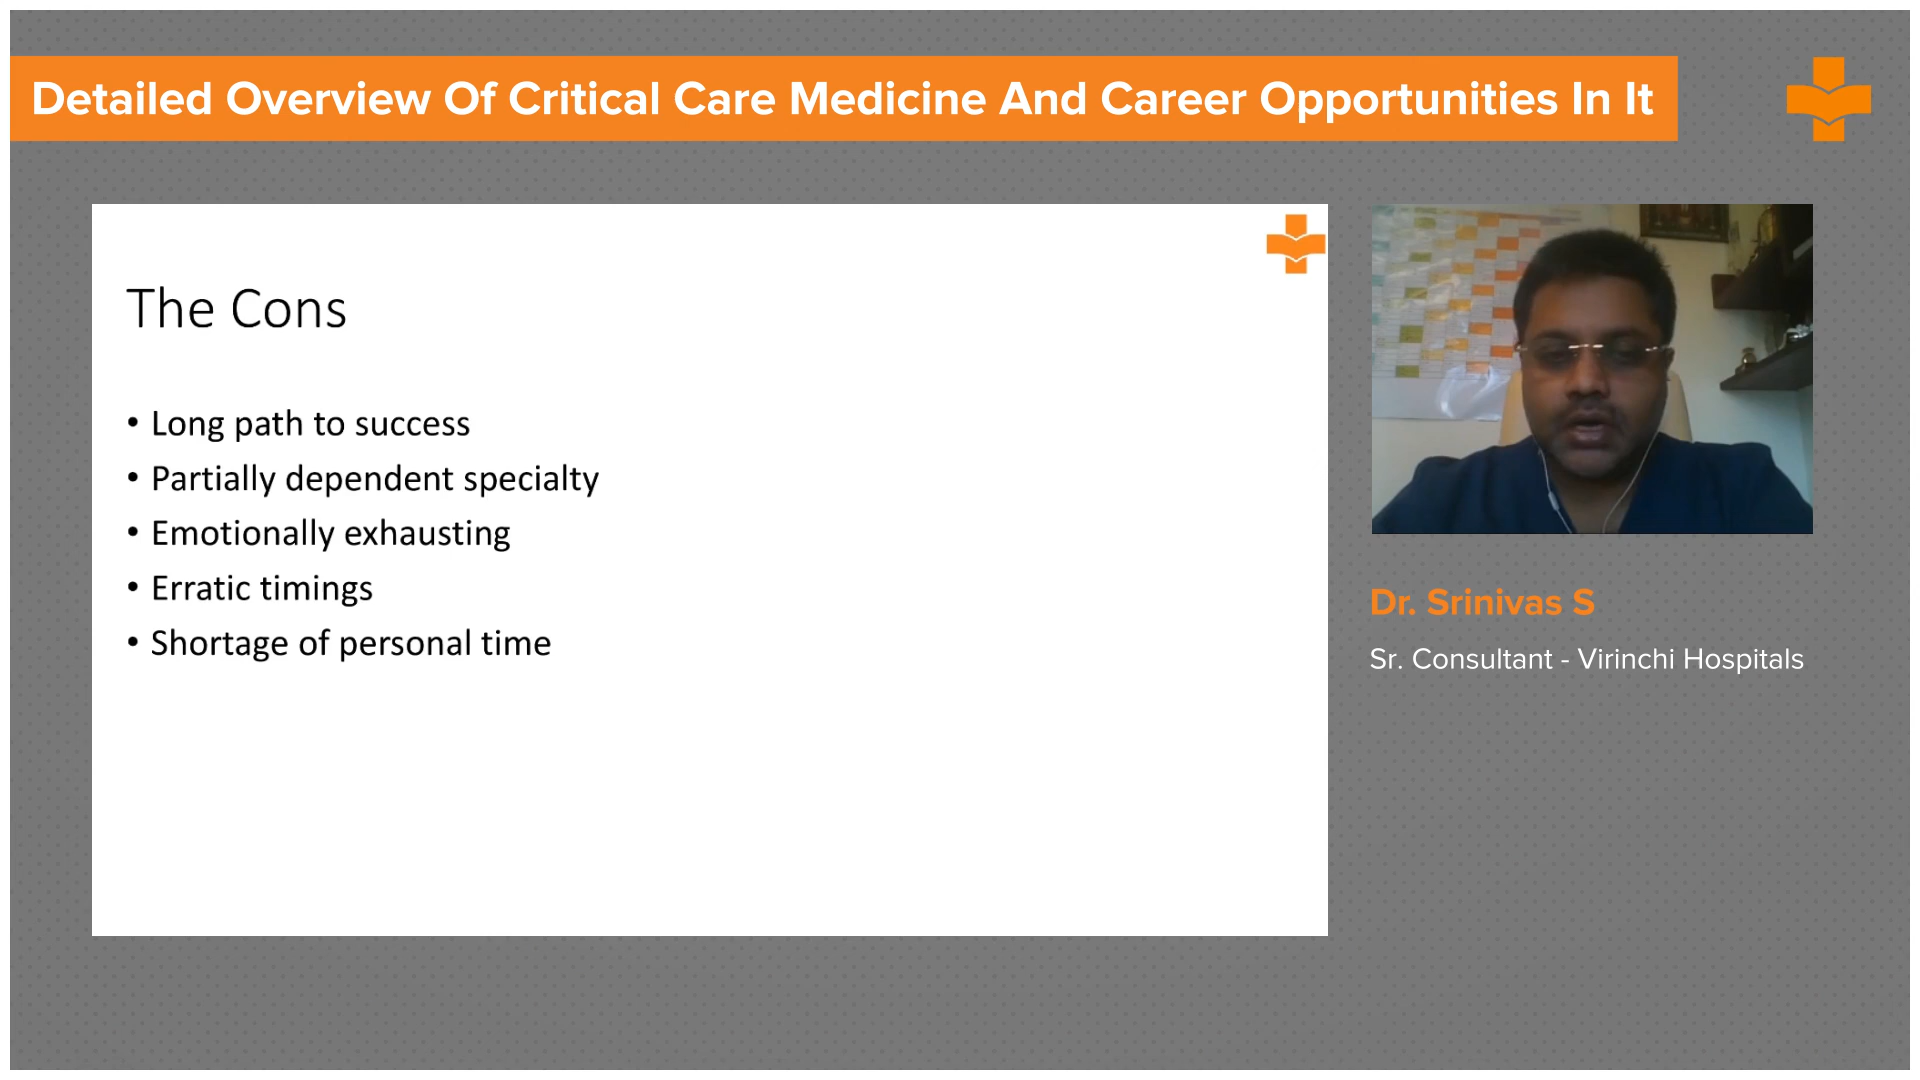 Detailed Overview Of Critical Care Medicine And Career Opportunities In It
The Cons
• Long path to success
• Partially dependent specialty
• Emotionally exhausting
• Erratic timings
• Shortage of personal time
Dr. Srinivas S
Sr. Consultant - Virinchi Hospitals